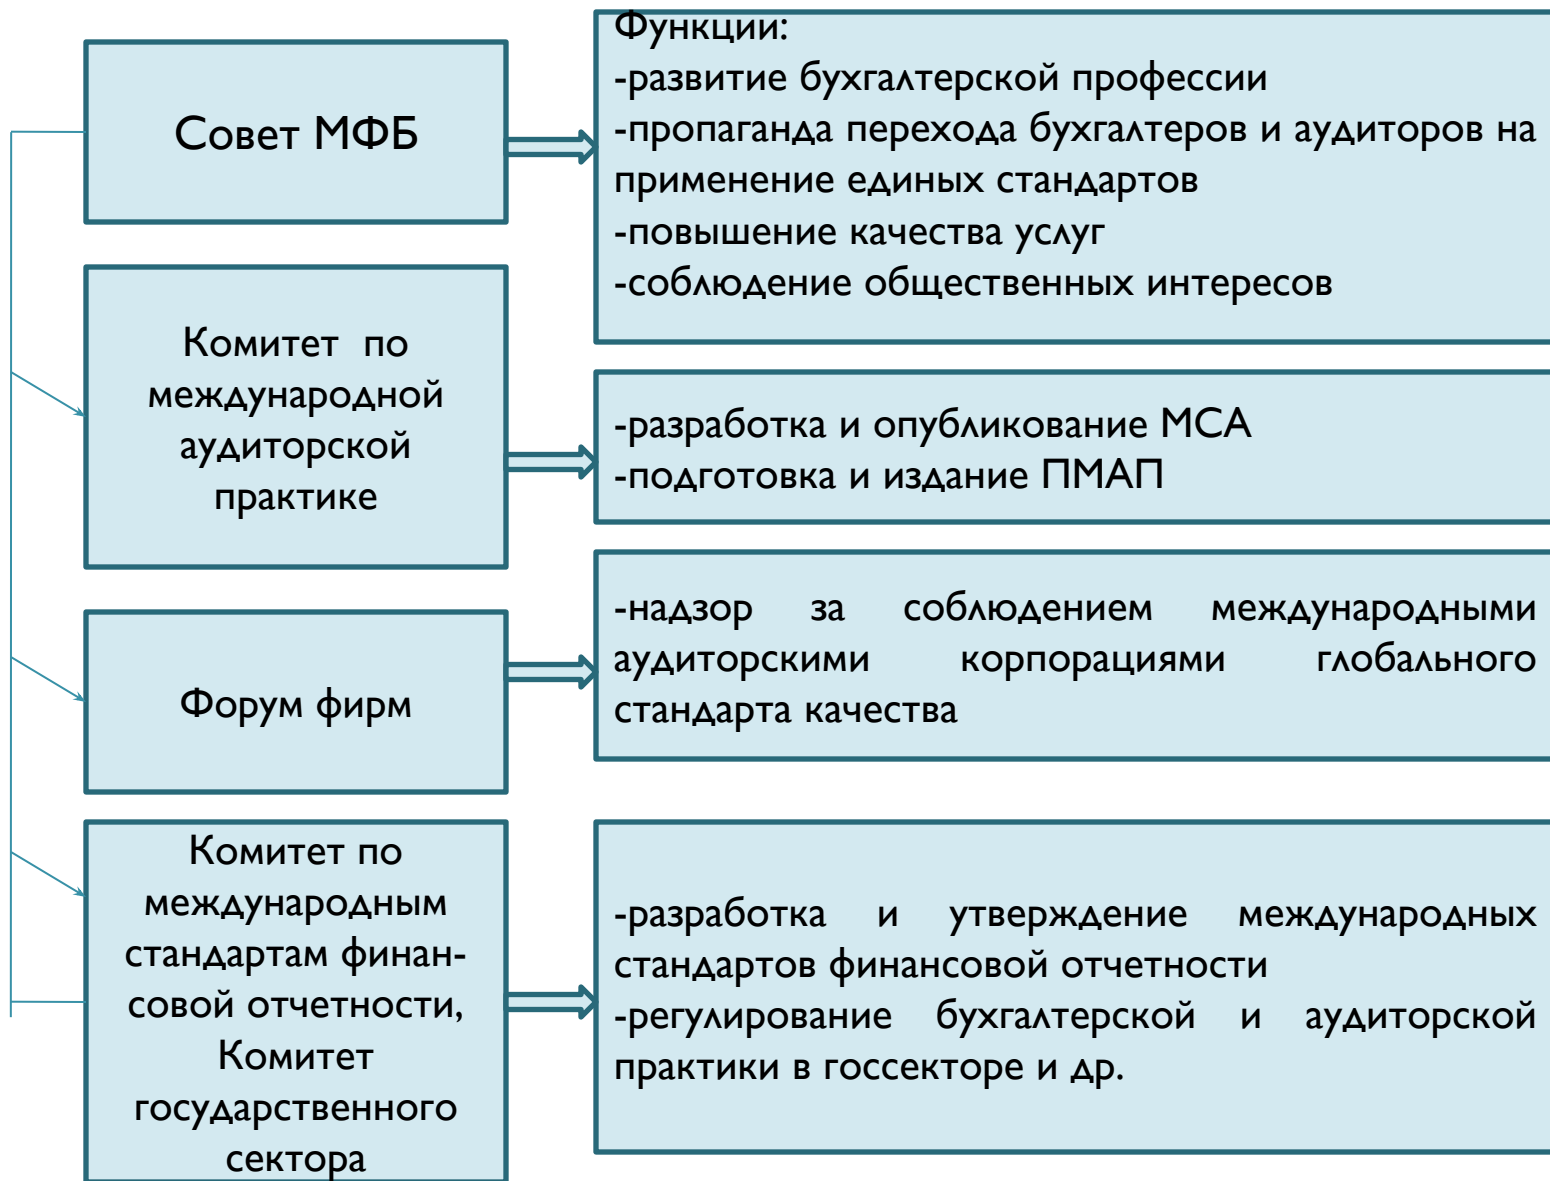 Совет МФБ
Функции:
-развитие бухгалтерской профессии
-пропаганда перехода бухгалтеров и аудиторов на
применение единых стандартов
-повышение качества услуг
-соблюдение общественных интересов
Комитет по
международной
аудиторской
практике
-разработка и опубликование МСА
-подготовка и издание ПМАП
Форум фирм
-надзор за соблюдением международными
аудиторскими корпорациями глобального
стандарта качества
Комитет по
международным
стандартам финан-
совой отчетности,
Комитет
государственного
сектора
-разработка и утверждение международных
стандартов финансовой отчетности
-регулирование бухгалтерской и аудиторской
практики в госсекторе и др.